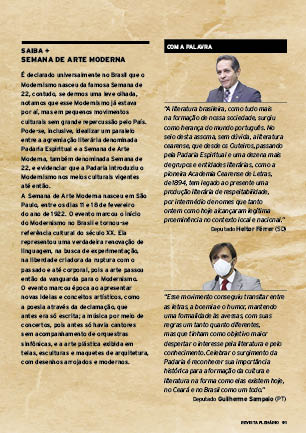 SAIBA +
SEMANA DE ARTE MODERNA
É declarado universalmente no Brasil que o
Modernismo nasceu da famosa Semana de
22, contudo, se dermos uma leve olhada,
notamos que esse Modernismo já estava
por aí, mas em pequenos movimentos
culturais sem grande repercussão pelo País.
Pode-se, inclusive, idealizar um paralelo
entre a agremiação literária denominada
Padaria Espiritual e a Semana de Arte
Moderna, também denominada Semana de
22, e evidenciar que a Padaria introduziu o
Modernismo nos meios culturais vigentes
até então.
A Semana de Arte Moderna nasceu em São
Paulo, entre os dias 11 e 18 de fevereiro
do ano de 1922. O evento marcou o início
do Modernismo no Brasil e tornou-se
referência cultural do século XX. Ela
representou uma verdadeira renovação de
linguagem, na busca de experimentação,
na liberdade criadora da ruptura com o
passado e até corporal, pois a arte passou
então da vanguarda para o Modernismo.
O evento marcou época ao apresentar
novas ideias e conceitos artísticos, como
a poesia através da declamação, que
antes era só escrita; a música por meio de
concertos, pois antes só havia cantores
sem acompanhamento de orquestras
sinfônicas, e a arte plástica exibida em
telas, esculturas e maquetes de arquitetura,
com desenhos arrojados e modernos.
COM A PALAVRA
"A literatura brasileira, como tudo mais
na formação de nossa sociedade, surgiu
como herança do mundo português. No
seio desta assoma, sem dúvida, a literatura
cearense, que desde os Outeiros, passando
pela Padaria Espiritual e uma dezena mais
de grupos e entidades literárias, como a
pioneira Academia Cearense de Letras,
de 1894, tem legado ao presente uma
produção literária de respeitabilidade,
por intermédio de nomes que tanto
ontem como hoje alcançaram legítima
proeminência no contexto local e nacional."
Deputado Heitor Férrer (SD)
"Esse movimento conseguiu transitar entre
as letras, a boemia e o humor, mantendo
uma formalidade às avessas, com suas
regras um tanto quanto diferentes,
mas que tinham como objetivo maior
despertar o interesse pela literatura e pelo
conhecimento. Celebrar o surgimento da
Padaria é reconhecer sua importância
histórica para a formação da cultura e
literatura na forma como elas existem hoje,
no Ceará e no Brasil como um todo."
Deputado Guilherme Sampaio (PT)
REVISTA PLENÁRIO 91